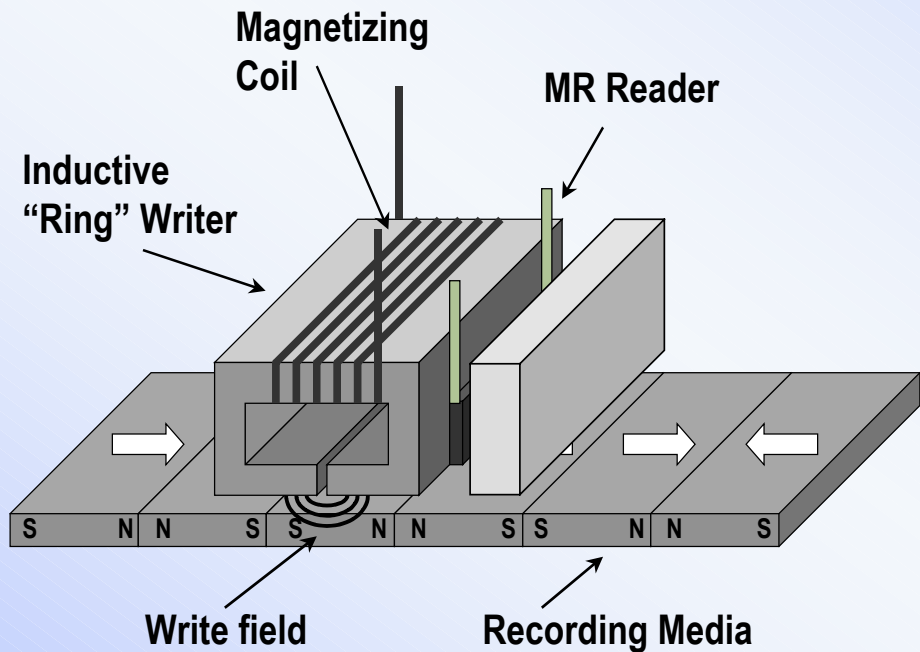 Magnetizing
Coil
MR Reader
Inductive
“Ring” Writer
S N N S S N N S S N N S
Write field
Recording Media